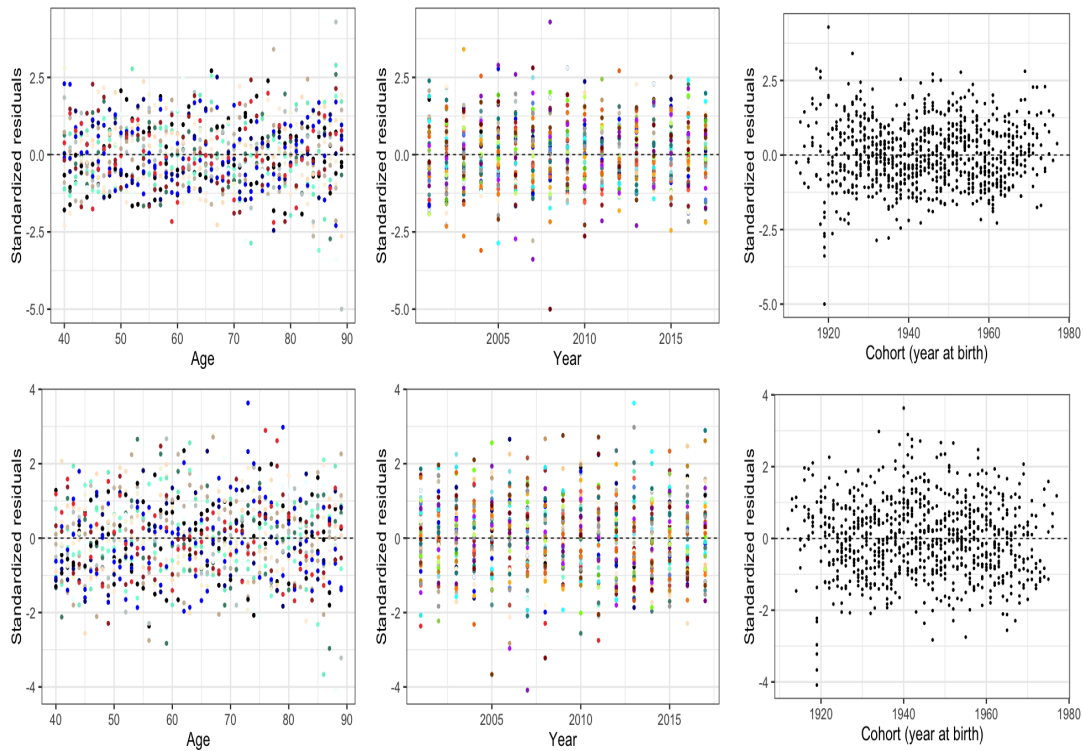 Standardized residuals
2.5
0.0
-2.5
-5.0
40 50 60 70 80 90
Age
Standardized residuals
2.5
0.0
-2.5
-5.0
2005 2010 2015
Year
Standardized residuals
2.5
0.0
-2.5
-5.0
1920 1940 1960 1980
Cohort (year at birth)
Standardized residuals
4
2
0
-2
-4
40 50 60 70 80 90
Age
Standardized residuals
4
2
0
-2
-4
2005 2010 2015
Year
Standardized residuals
4
2
0
-2
-4
1920 1940 1960 1980
Cohort (year at birth)